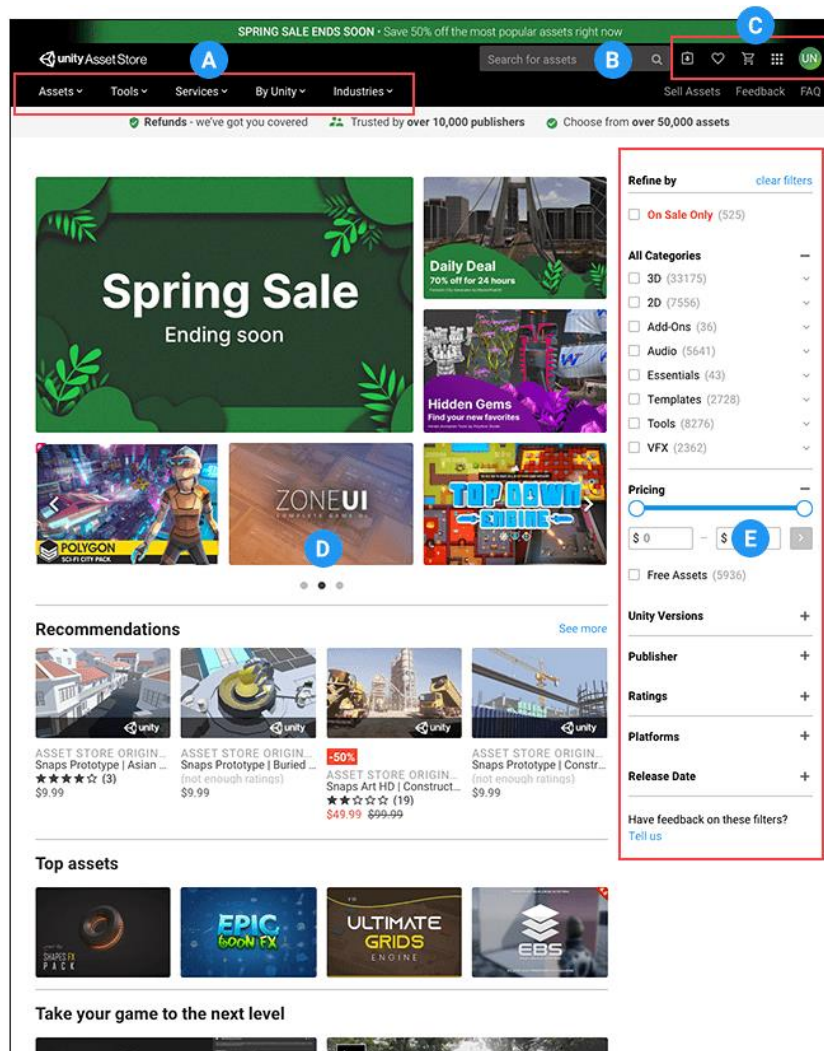 SPRING SALE ENDS SOON • Save 50% off the most popular assets right now
C
unity Asset Store
A
Search for assets
B
UN
Assets
Tools
Services
By Unity
Industries
Sell Assets
Feedback
FAQ
Refunds - we've got you covered
Trusted by over 10,000 publishers
Choose from over 50,000 assets
Spring Sale
Ending soon
Daily Deal
70% off for 24 hours
Hidden Gems
Find your new favorites
POLYGON
SCI-FI CITY PACK
ZONEUI
COMPLETE GAME UI
D
TOP DOWN
ENGINE
Recommendations
See more
unity
unity
unity
unity
ASSET STORE ORIGIN...
Snaps Prototype | Asian ...
(3)
$9.99
ASSET STORE ORIGIN...
Snaps Prototype | Buried ...
(not enough ratings)
$9.99
-50%
ASSET STORE ORIGIN...
Snaps Art HD | Construct...
(19)
$49.99 $99.99
ASSET STORE ORIGIN...
Snaps Prototype | Constr...
(not enough ratings)
$9.99
Top assets
SHAPES FX
PACK
EPIC
TOON FX
ULTIMATE
GRIDS
ENGINE
EBS
Take your game to the next level
Refine by
clear filters
On Sale Only (525)
All Categories
3D (33175)
2D (7556)
Add-Ons (36)
Audio (5641)
Essentials (43)
Templates (2728)
Tools (8276)
VFX (2362)
Pricing
$ 0
–
$
E
Free Assets (5936)
Unity Versions
Publisher
Ratings
Platforms
Release Date
Have feedback on these filters?
Tell us